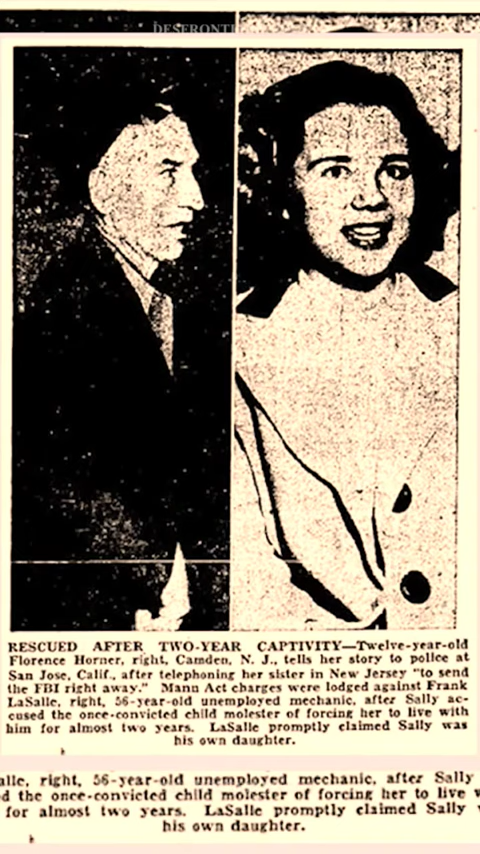 DESFRONT
RESCUED AFTER TWO-YEAR CAPTIVITY—Twelve-year-old
Florence Horner, right, Camden, N. J., tells her story to police at
San Jose, Calif., after telephoning her sister in New Jersey "to send
the FBI right away." Mann Act charges were lodged against Frank
LaSalle, right, 56-year-old unemployed mechanic, after Sally ac-
cused the once-convicted child molester of forcing her to live with
him for almost two years. LaSalle promptly claimed Sally was
his own daughter.
alle, right, 56-year-old unemployed mechanic, after Sally
d the once-convicted child molester of forcing her to live w
for almost two years. LaSalle promptly claimed Sally
his own daughter.